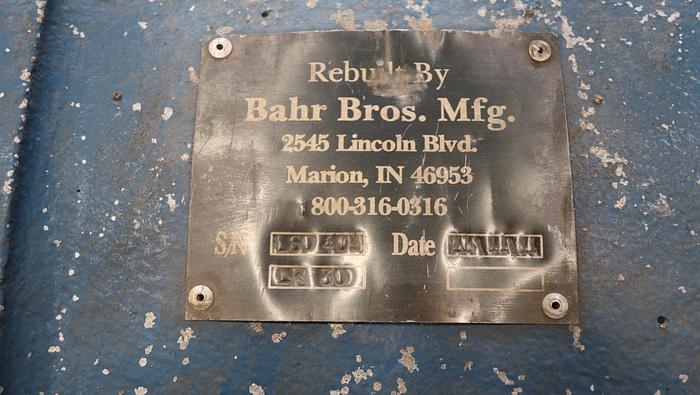 Rebuilt By
Bahr Bros. Mfg.
2545 Lincoln Blvd.
Marion, IN 46953
800-316-0316
S/N Date